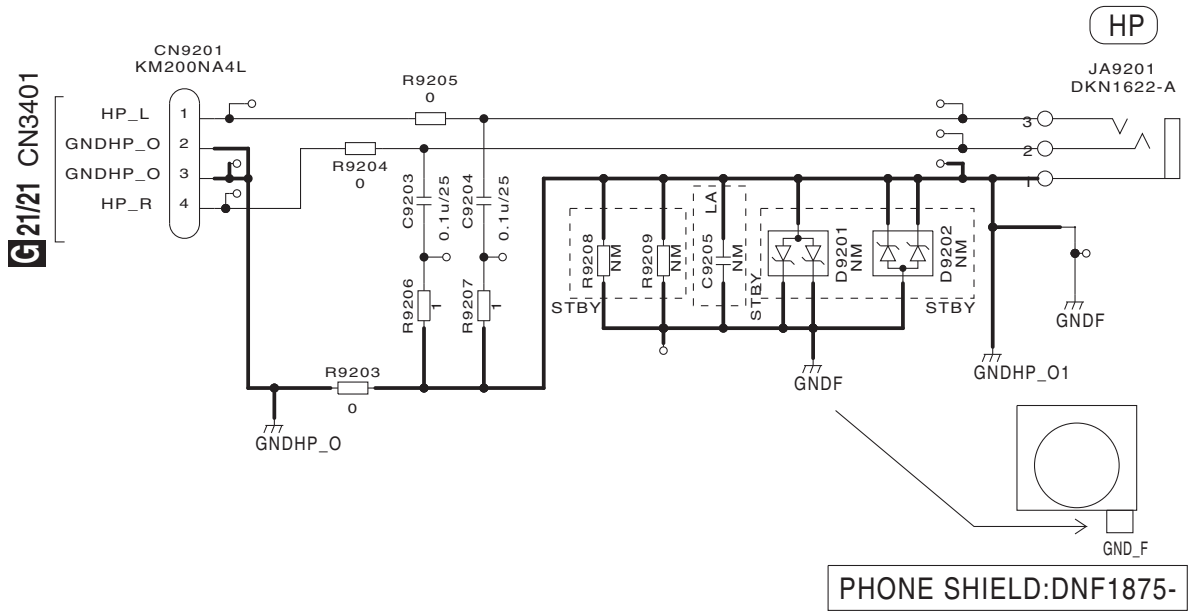 HP
CN9201
KM200NA4L
JA9201
DKN1622-A
G 21/21 CN3401
R9205
0
HP_L 1
GNDHP_O 2
GNDHP_O 3
HP_R 4
R9204
0
3
2
1
C9203
0.1u/25
C9204
0.1u/25
R9206
1
R9207
1
R9208
NM
R9209
NM
STBY
LA
C9205
NM
STBY
D9201
NM
D9202
NM
STBY
GNDF
GNDF
GNDHP_O1
R9203
0
GNDHP_O
GND_F
PHONE SHIELD:DNF1875-